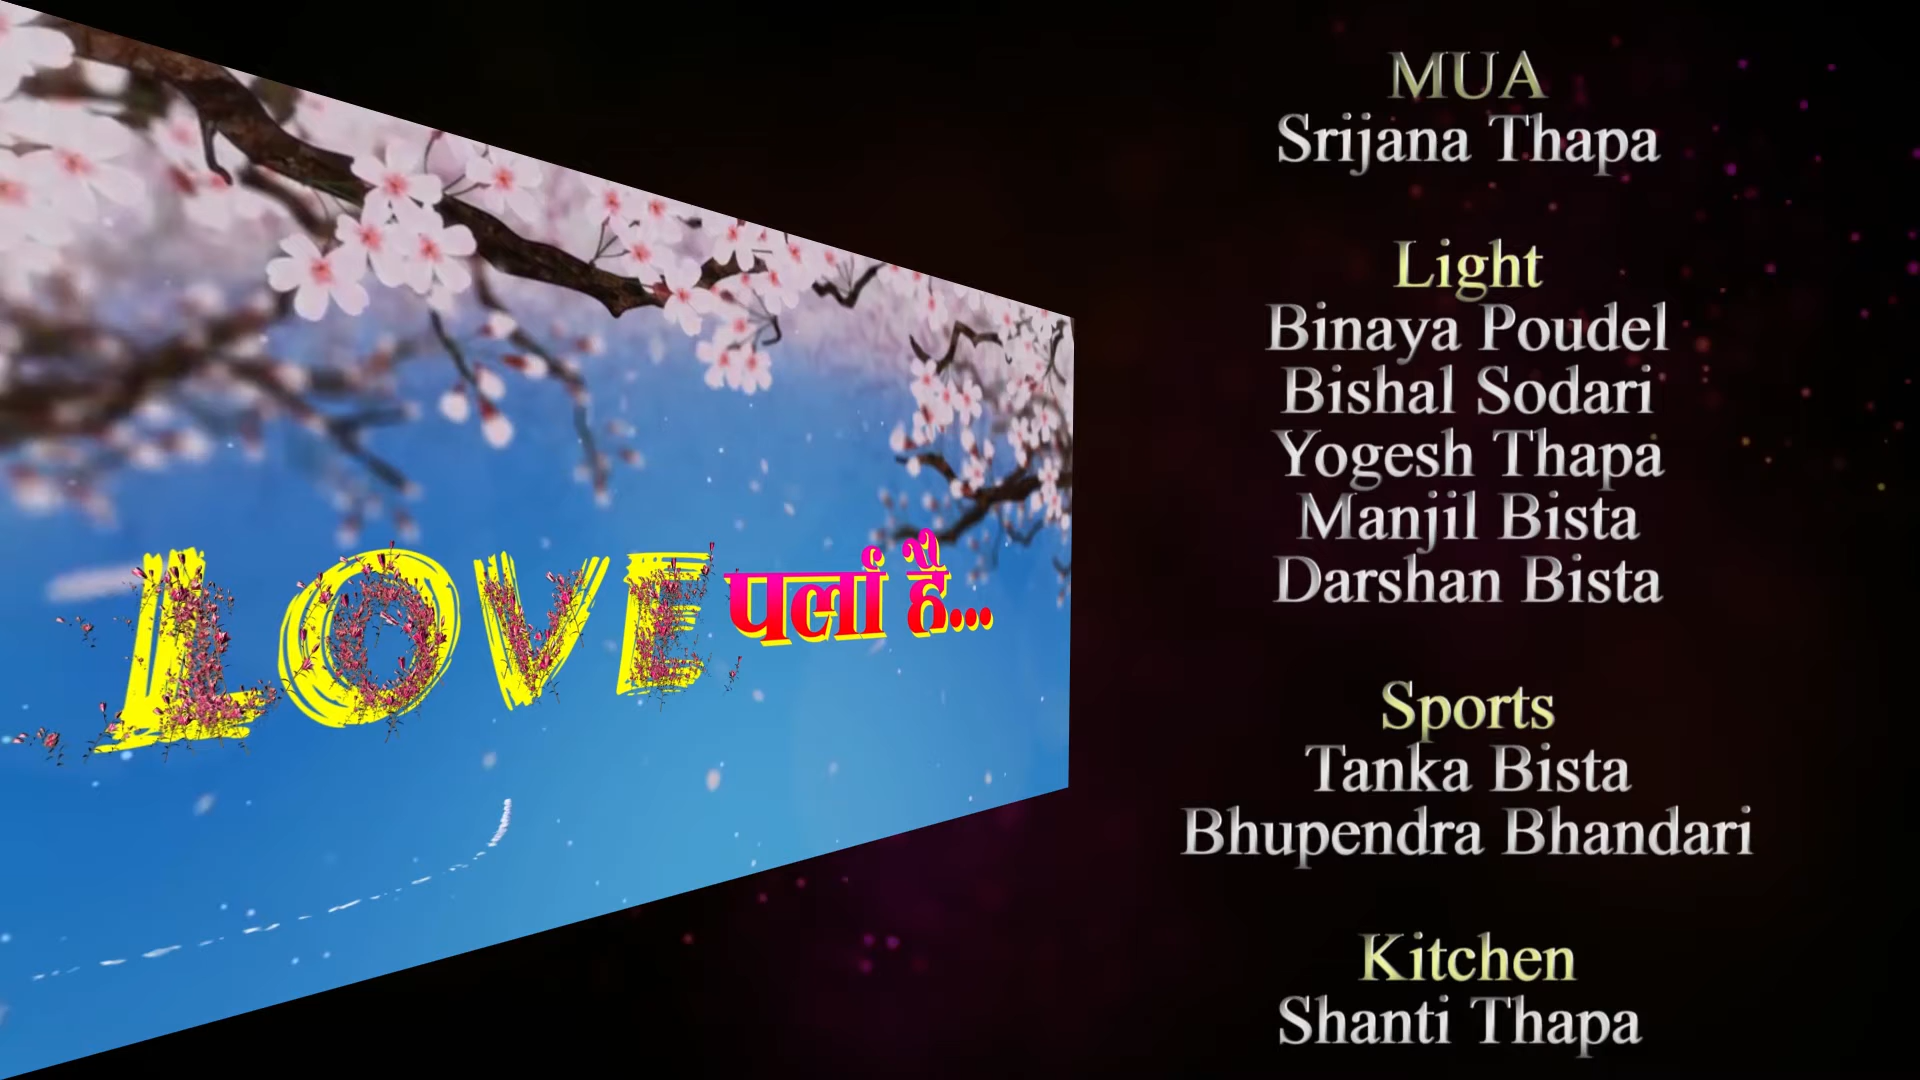 LOVE पर्ला है...
MUA
Srijana Thapa
Light
Binaya Poudel
Bishal Sodari
Yogesh Thapa
Manjil Bista
Darshan Bista
Sports
Tanka Bista
Bhupendra Bhandari
Kitchen
Shanti Thapa